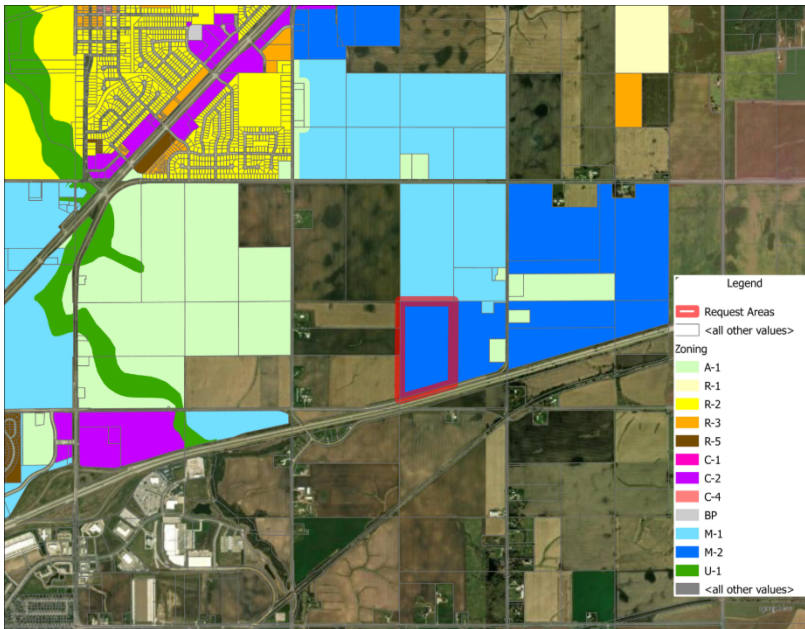 Legend
Request Areas
<all other values>
Zoning
A-1
R-1
R-2
R-3
R-5
C-1
C-2
C-4
BP
M-1
M-2
U-1
<all other values>